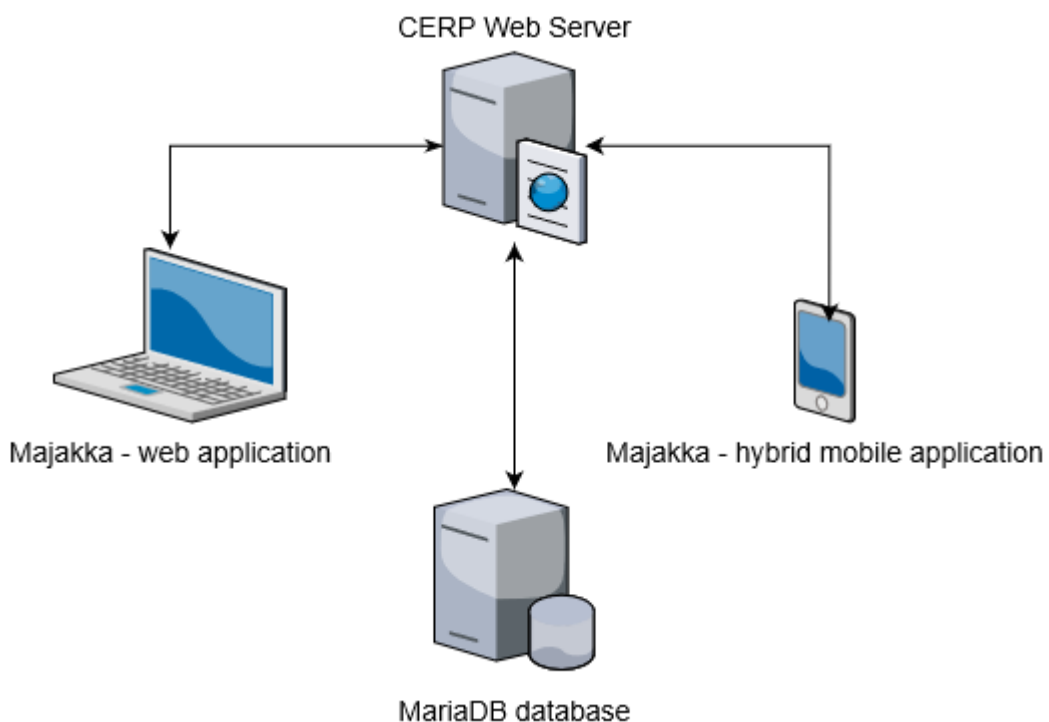 CERP Web Server
Majakka - web application
Majakka - hybrid mobile application
MariaDB database